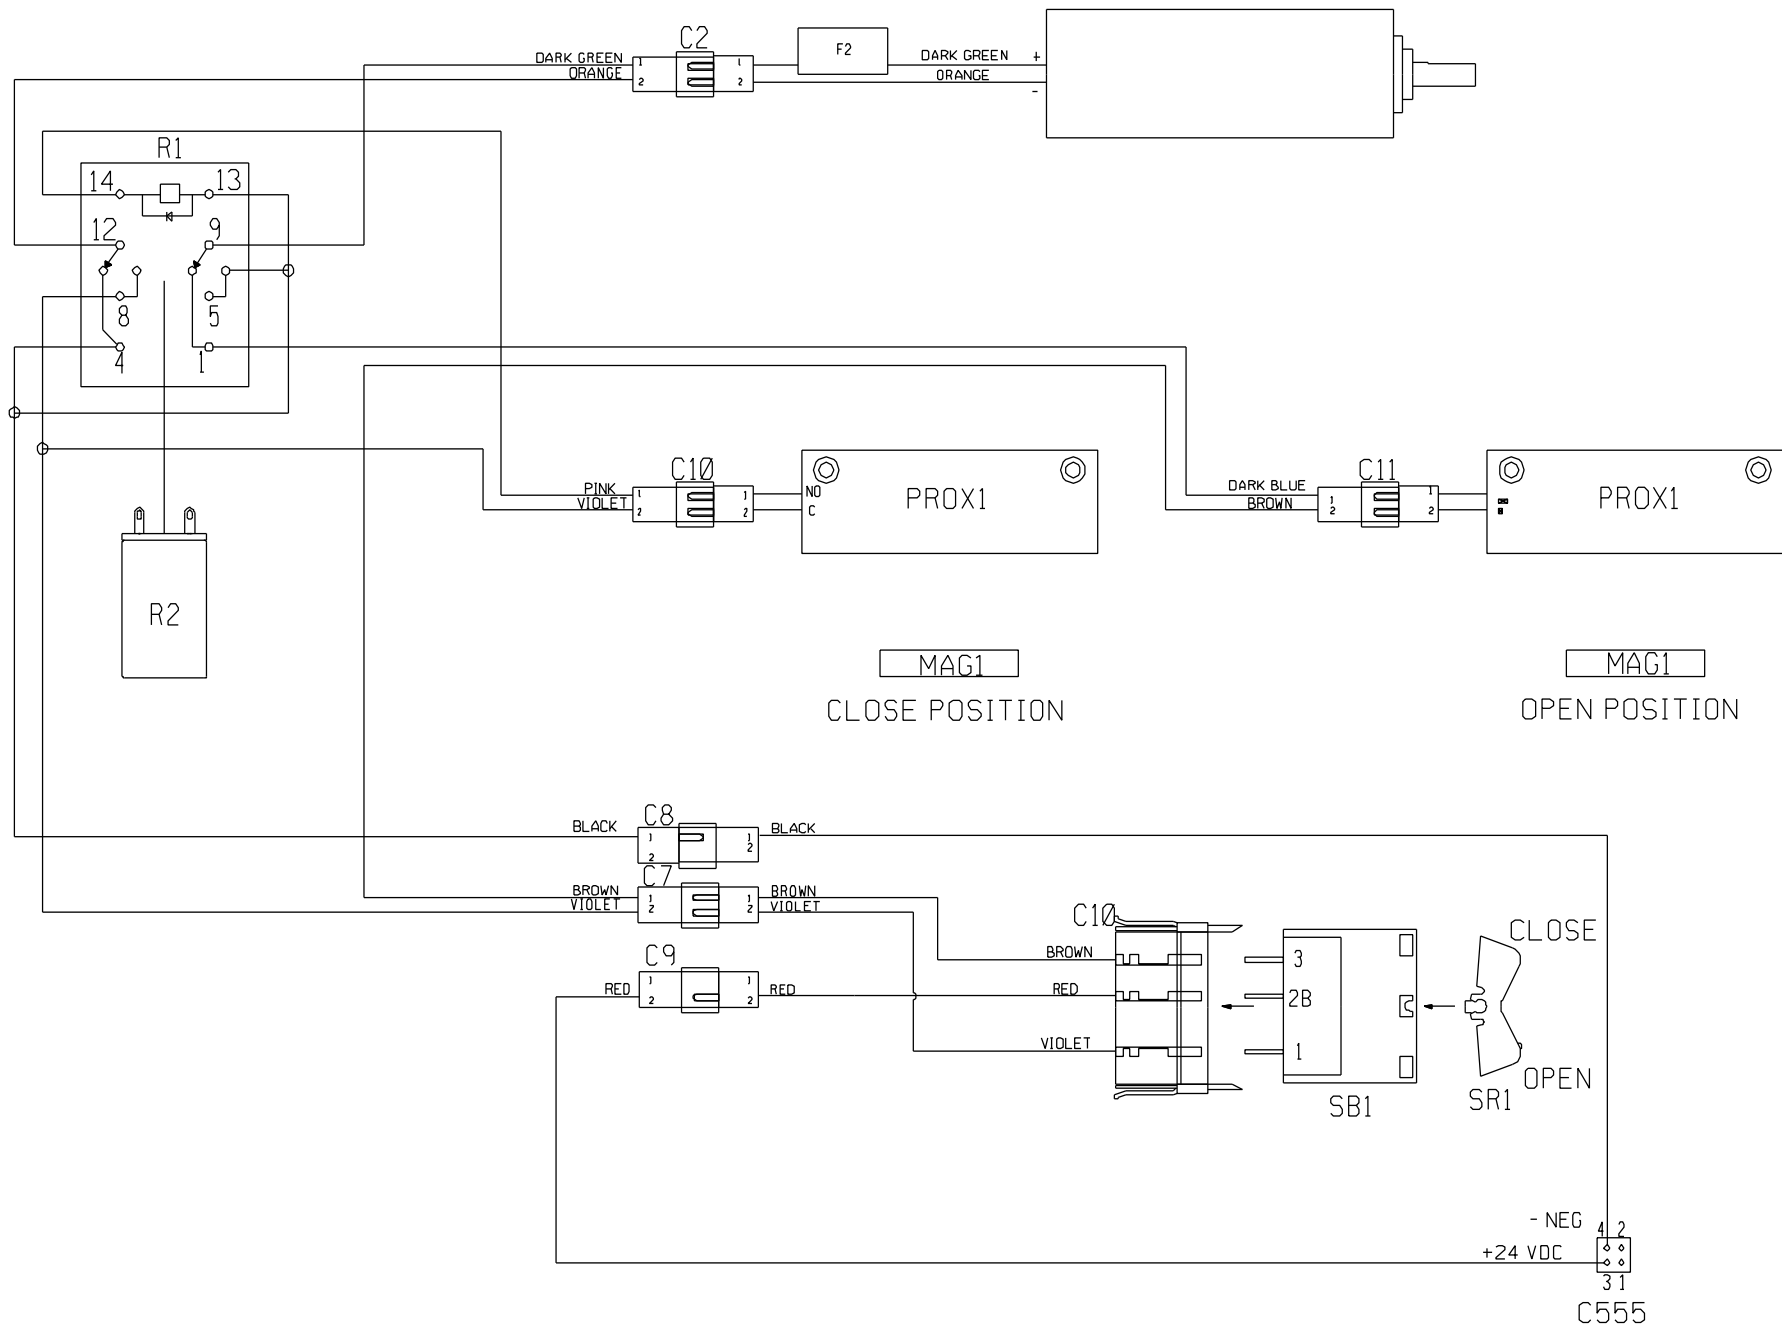 C2
DARK GREEN
ORANGE
1
2
1
2
F2
DARK GREEN
ORANGE
+
-
R1
14
13
12
9
8
5
4
1
R2
C10
PINK
VIOLET
1
2
1
2
NO
C
PROX1
C11
DARK BLUE
BROWN
1
2
1
2
PROX1
MAG1
CLOSE POSITION
MAG1
OPEN POSITION
C8
BLACK
1
2
1
2
BLACK
C7
BROWN
VIOLET
1
2
1
2
BROWN
VIOLET
C9
RED
1
2
1
2
RED
C10
BROWN
RED
VIOLET
3
2B
1
SB1
CLOSE
OPEN
SR1
- NEG
+24 VDC
4 2
3 1
C555